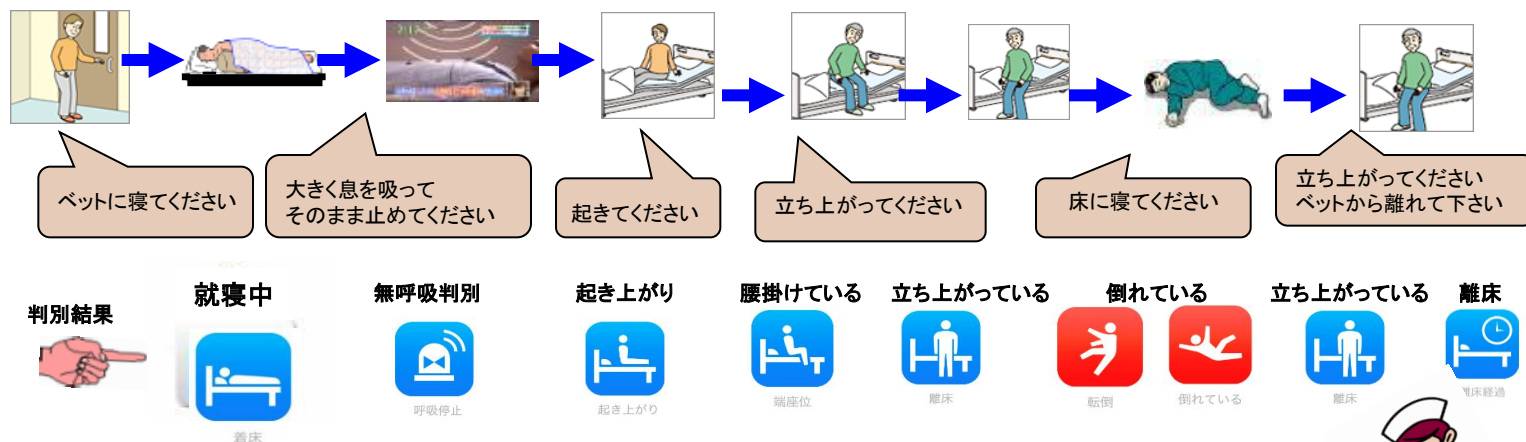 ベットに寝てください
大きく息を吸って
そのまま止めてください
起きてください
立ち上がってください
床に寝てください
立ち上がってください
ベットから離れて下さい
判別結果
就寝中
無呼吸判別
起き上がり
腰掛けている
立ち上がっている
倒れている
立ち上がっている
離床
着床
呼吸停止
起き上がり
端座位
離床
転倒
倒れている
離床
離床経過